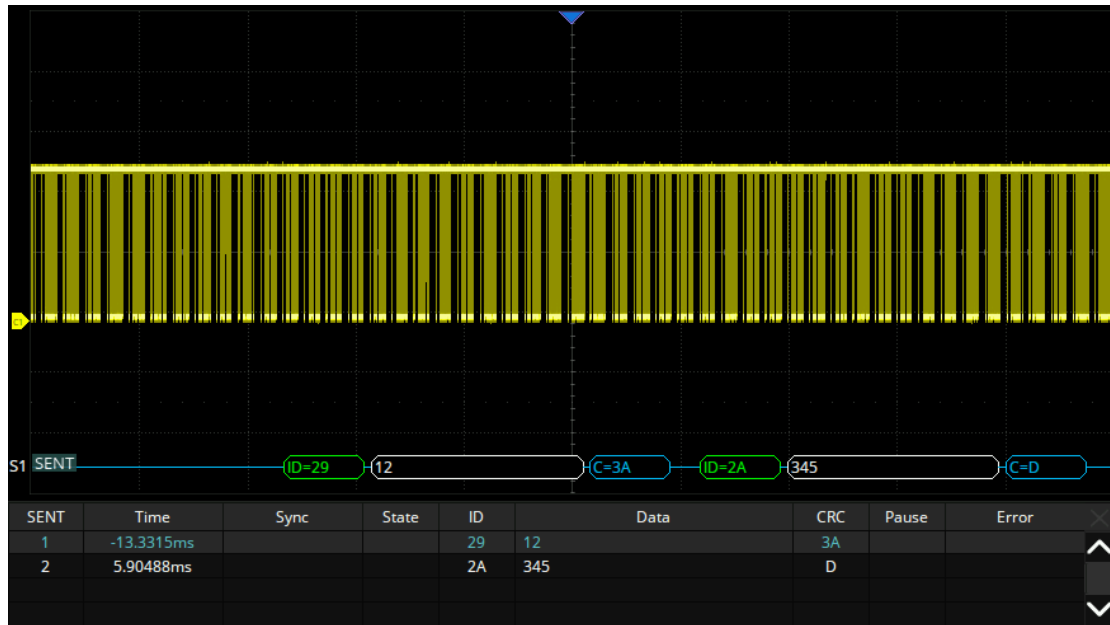 C1
S1 SENT ID=29 12 C=3A ID=2A 345 C=D
SENT Time Sync State ID Data CRC Pause Error
1 -13.3315ms 29 12 3A
2 5.90488ms 2A 345 D